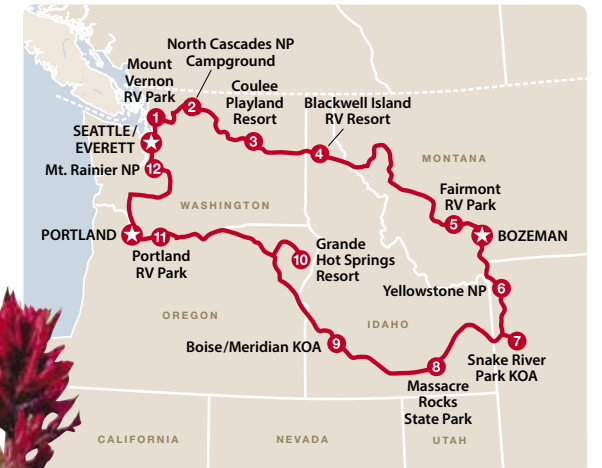 North Cascades NP
Campground
Mount
Vernon
RV Park
Coulee
Playland
Resort
Blackwell Island
RV Resort
1
2
3
4
SEATTLE/
EVERETT
Mt. Rainier NP
12
MONTANA
Fairmont
RV Park
5
WASHINGTON
PORTLAND
11
Portland
RV Park
BOZEMAN
10
Grande
Hot Springs
Resort
Yellowstone NP
6
OREGON
IDAHO
Boise/Meridian KOA
9
7
Snake River
Park KOA
8
Massacre
Rocks
State Park
CALIFORNIA
NEVADA
UTAH